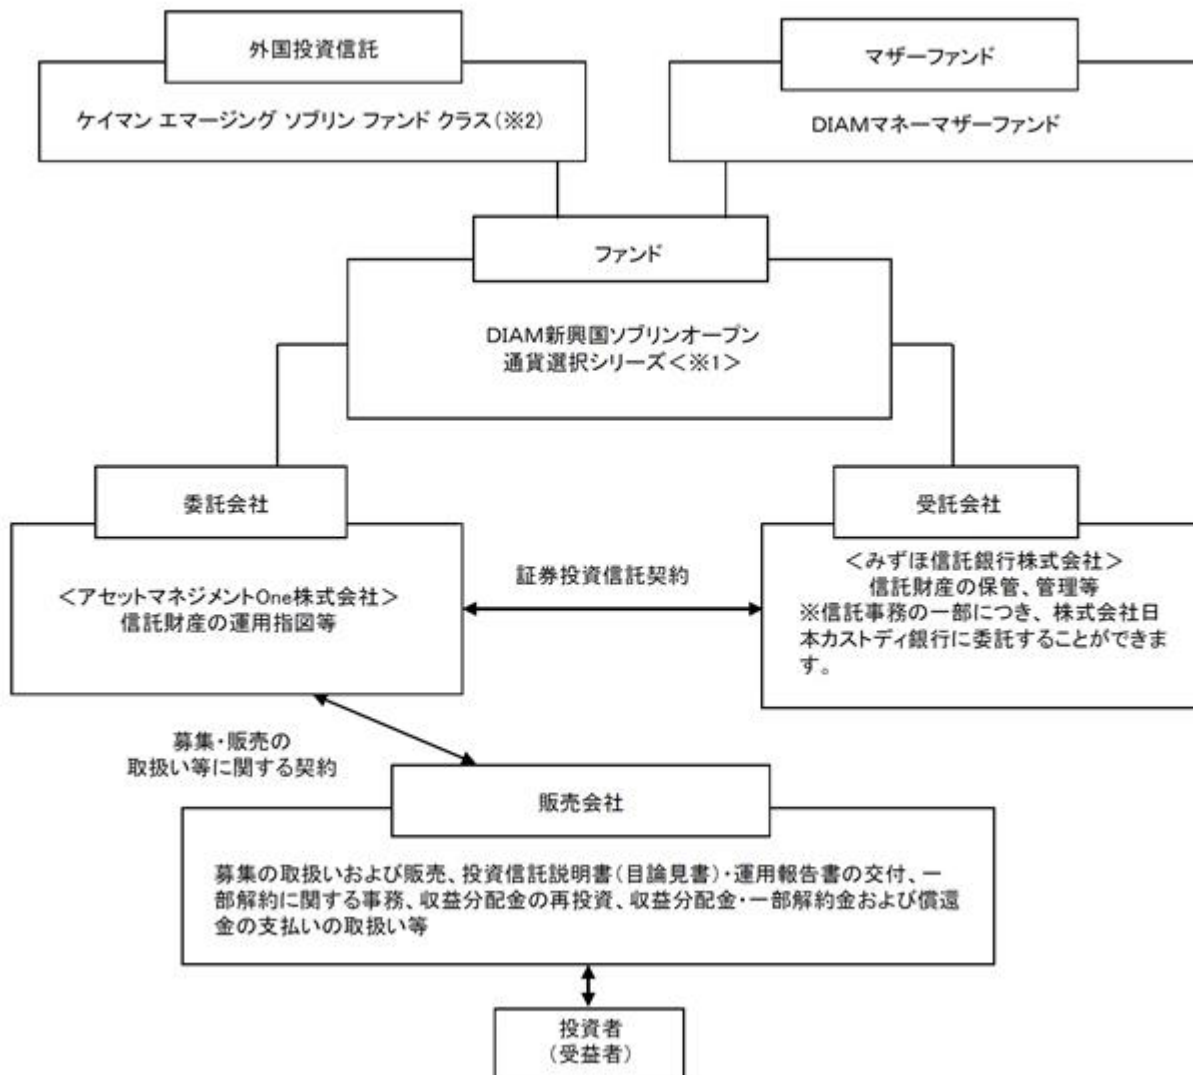 外国投資信託
マザーファンド
ケイマン エマージング ソブリン ファンド クラス(※2)
DIAMマネーマザーファンド
ファンド
DIAM新興国ソブリンオープン
通貨選択シリーズ<※1>
委託会社
受託会社
<アセットマネジメントOne株式会社>
信託財産の運用指図等
証券投資信託契約
<みずほ信託銀行株式会社>
信託財産の保管、管理等
※信託事務の一部につき、株式会社日
本カストディ銀行に委託することができま
す。
募集・販売の
取扱い等に関する契約
販売会社
募集の取扱いおよび販売、投資信託説明書(目論見書)・運用報告書の交付、一
部解約に関する事務、収益分配金の再投資、収益分配金・一部解約金および償還
金の支払いの取扱い等
投資者
(受益者)